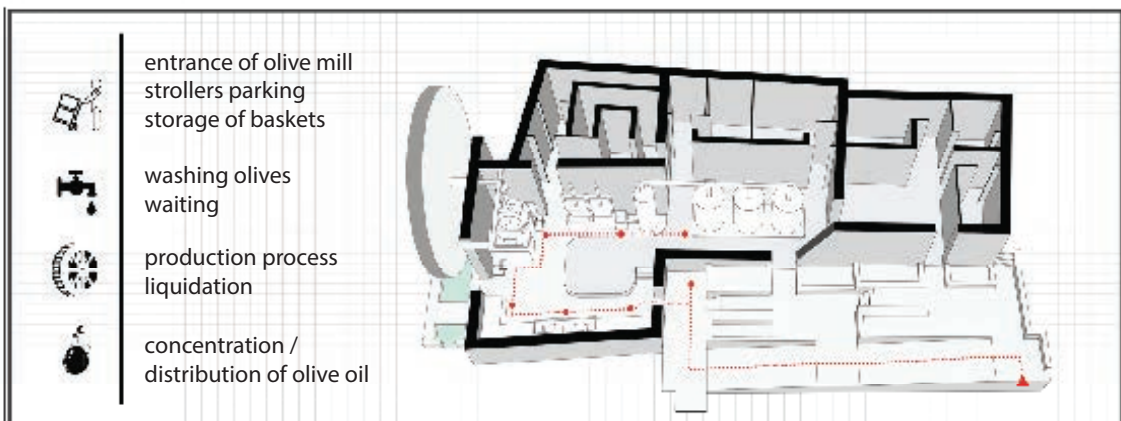 entrance of olive mill
strollers parking
storage of baskets
washing olives
waiting
production process
liquidation
concentration /
distribution of olive oil